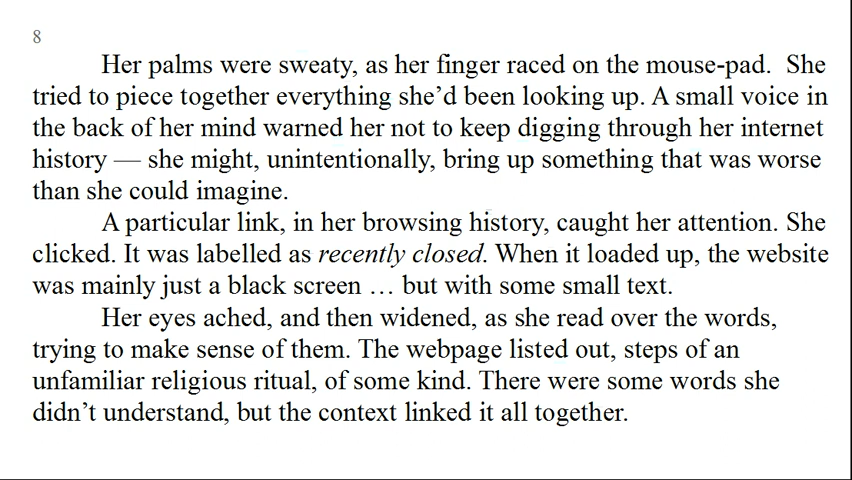 8
Her palms were sweaty, as her finger raced on the mouse-pad.  She
tried to piece together everything she’d been looking up. A small voice in
the back of her mind warned her not to keep digging through her internet
history — she might, unintentionally, bring up something that was worse
than she could imagine.
A particular link, in her browsing history, caught her attention. She
clicked. It was labelled as recently closed. When it loaded up, the website
was mainly just a black screen … but with some small text.
Her eyes ached, and then widened, as she read over the words,
trying to make sense of them. The webpage listed out, steps of an
unfamiliar religious ritual, of some kind. There were some words she
didn’t understand, but the context linked it all together.